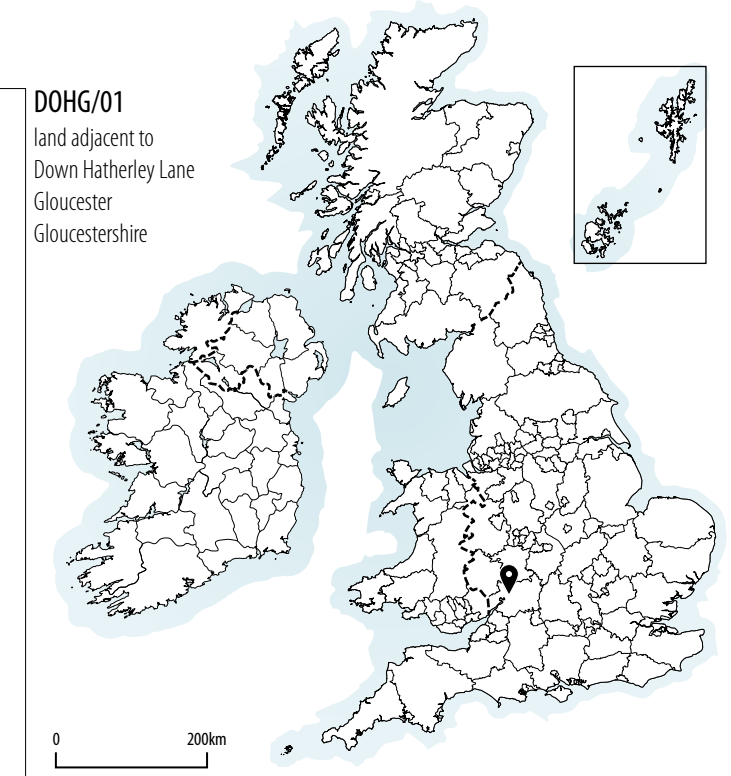 DOHG/01
land adjacent to
Down Hatherley Lane
Gloucester
Gloucestershire
0 200km